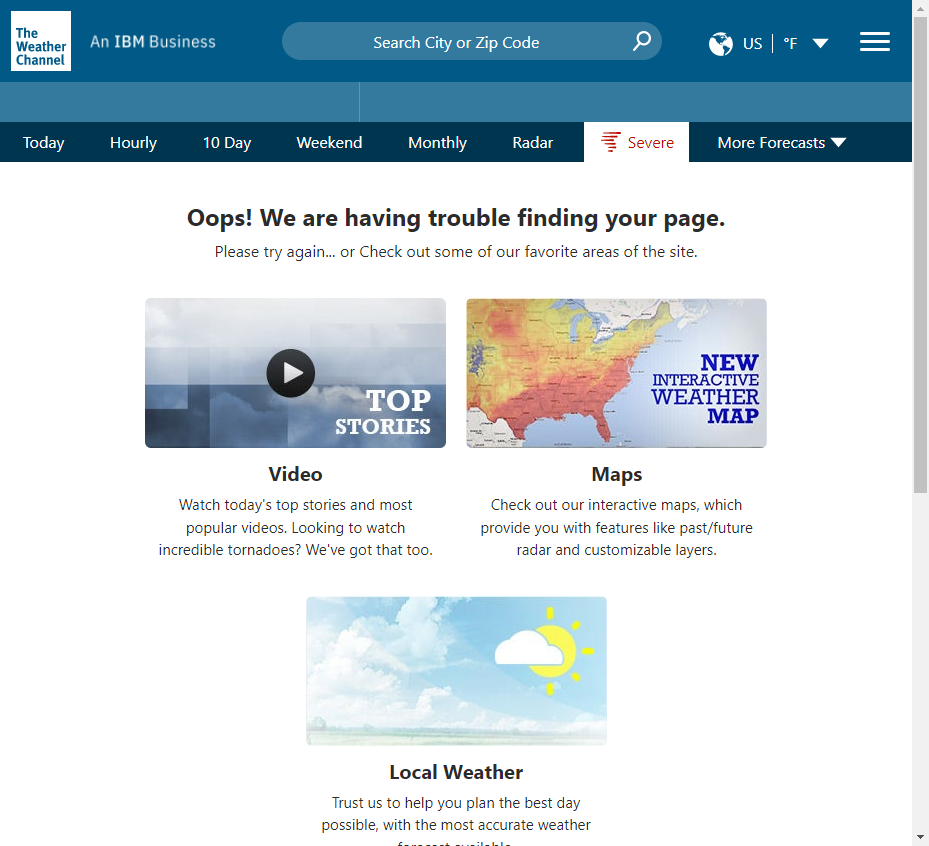 The
Weather
Channel
An IBM Business
Search City or Zip Code
US
°F
Today
Hourly
10 Day
Weekend
Monthly
Radar
Severe
More Forecasts
Oops! We are having trouble finding your page.
Please try again... or Check out some of our favorite areas of the site.
TOP
STORIES
NEW
INTERACTIVE
WEATHER
MAP
Video
Watch today's top stories and most
popular videos. Looking to watch
incredible tornadoes? We've got that too.
Maps
Check out our interactive maps, which
provide you with features like past/future
radar and customizable layers.
Local Weather
Trust us to help you plan the best day
possible, with the most accurate weather
forecast available.